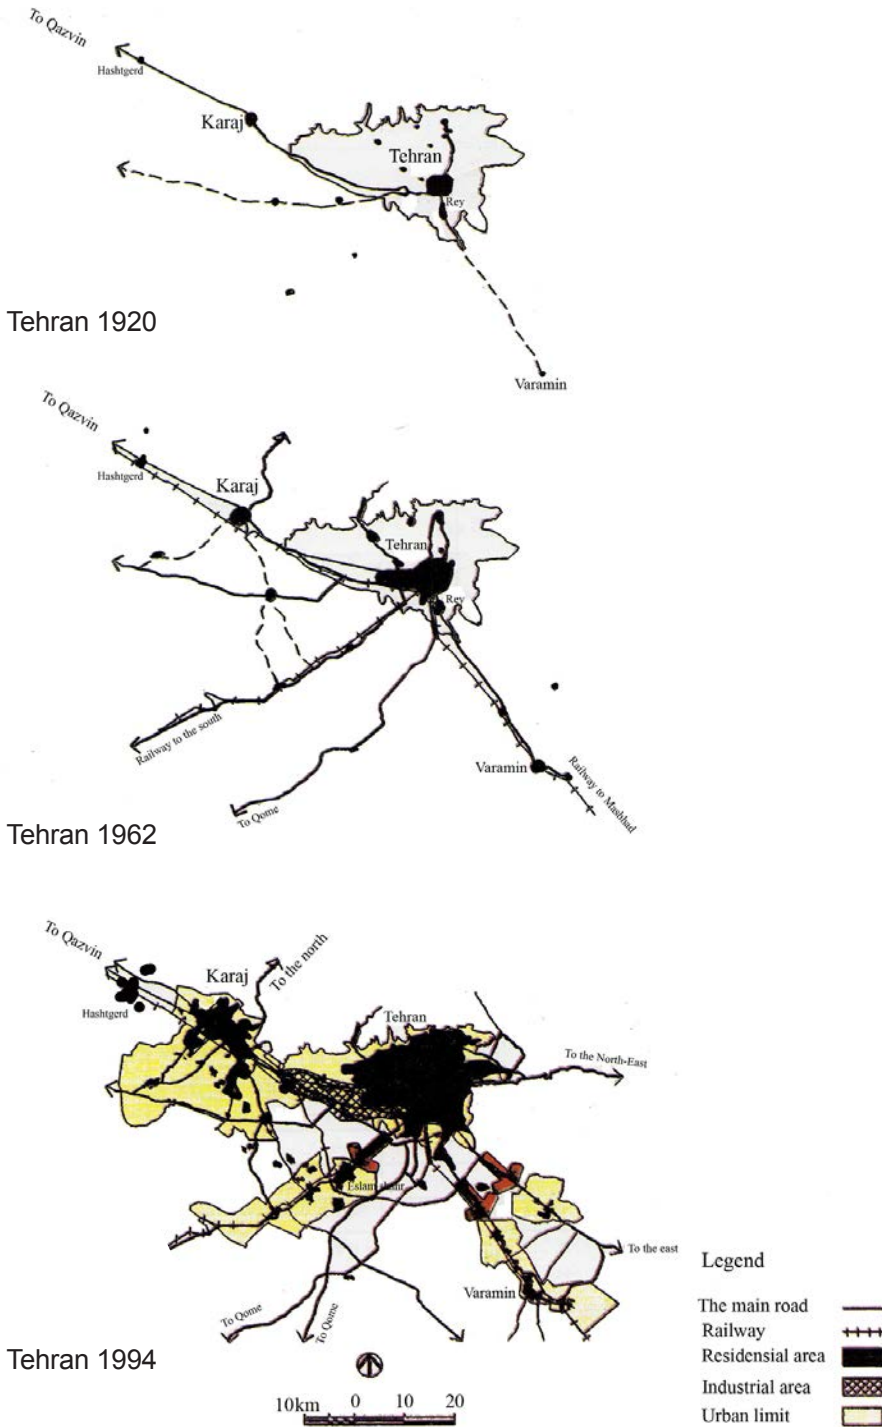 To Qazvin
Hashtgerd
Karaj
Tehran
Rey
Tehran 1920
Varamin
To Qazvin
Hashtgerd
Karaj
Tehran
Rey
Railway to the south
Varamin
Railway to Mashhad
To Qome
Tehran 1962
To Qazvin
Karaj
To the north
Hashtgerd
Tehran
To the North-East
Eslam shahr
To the east
Varamin
To Qome
To Qome
Tehran 1994
10km 0 10 20
Legend
The main road
Railway
Residensial area
Industrial area
Urban limit